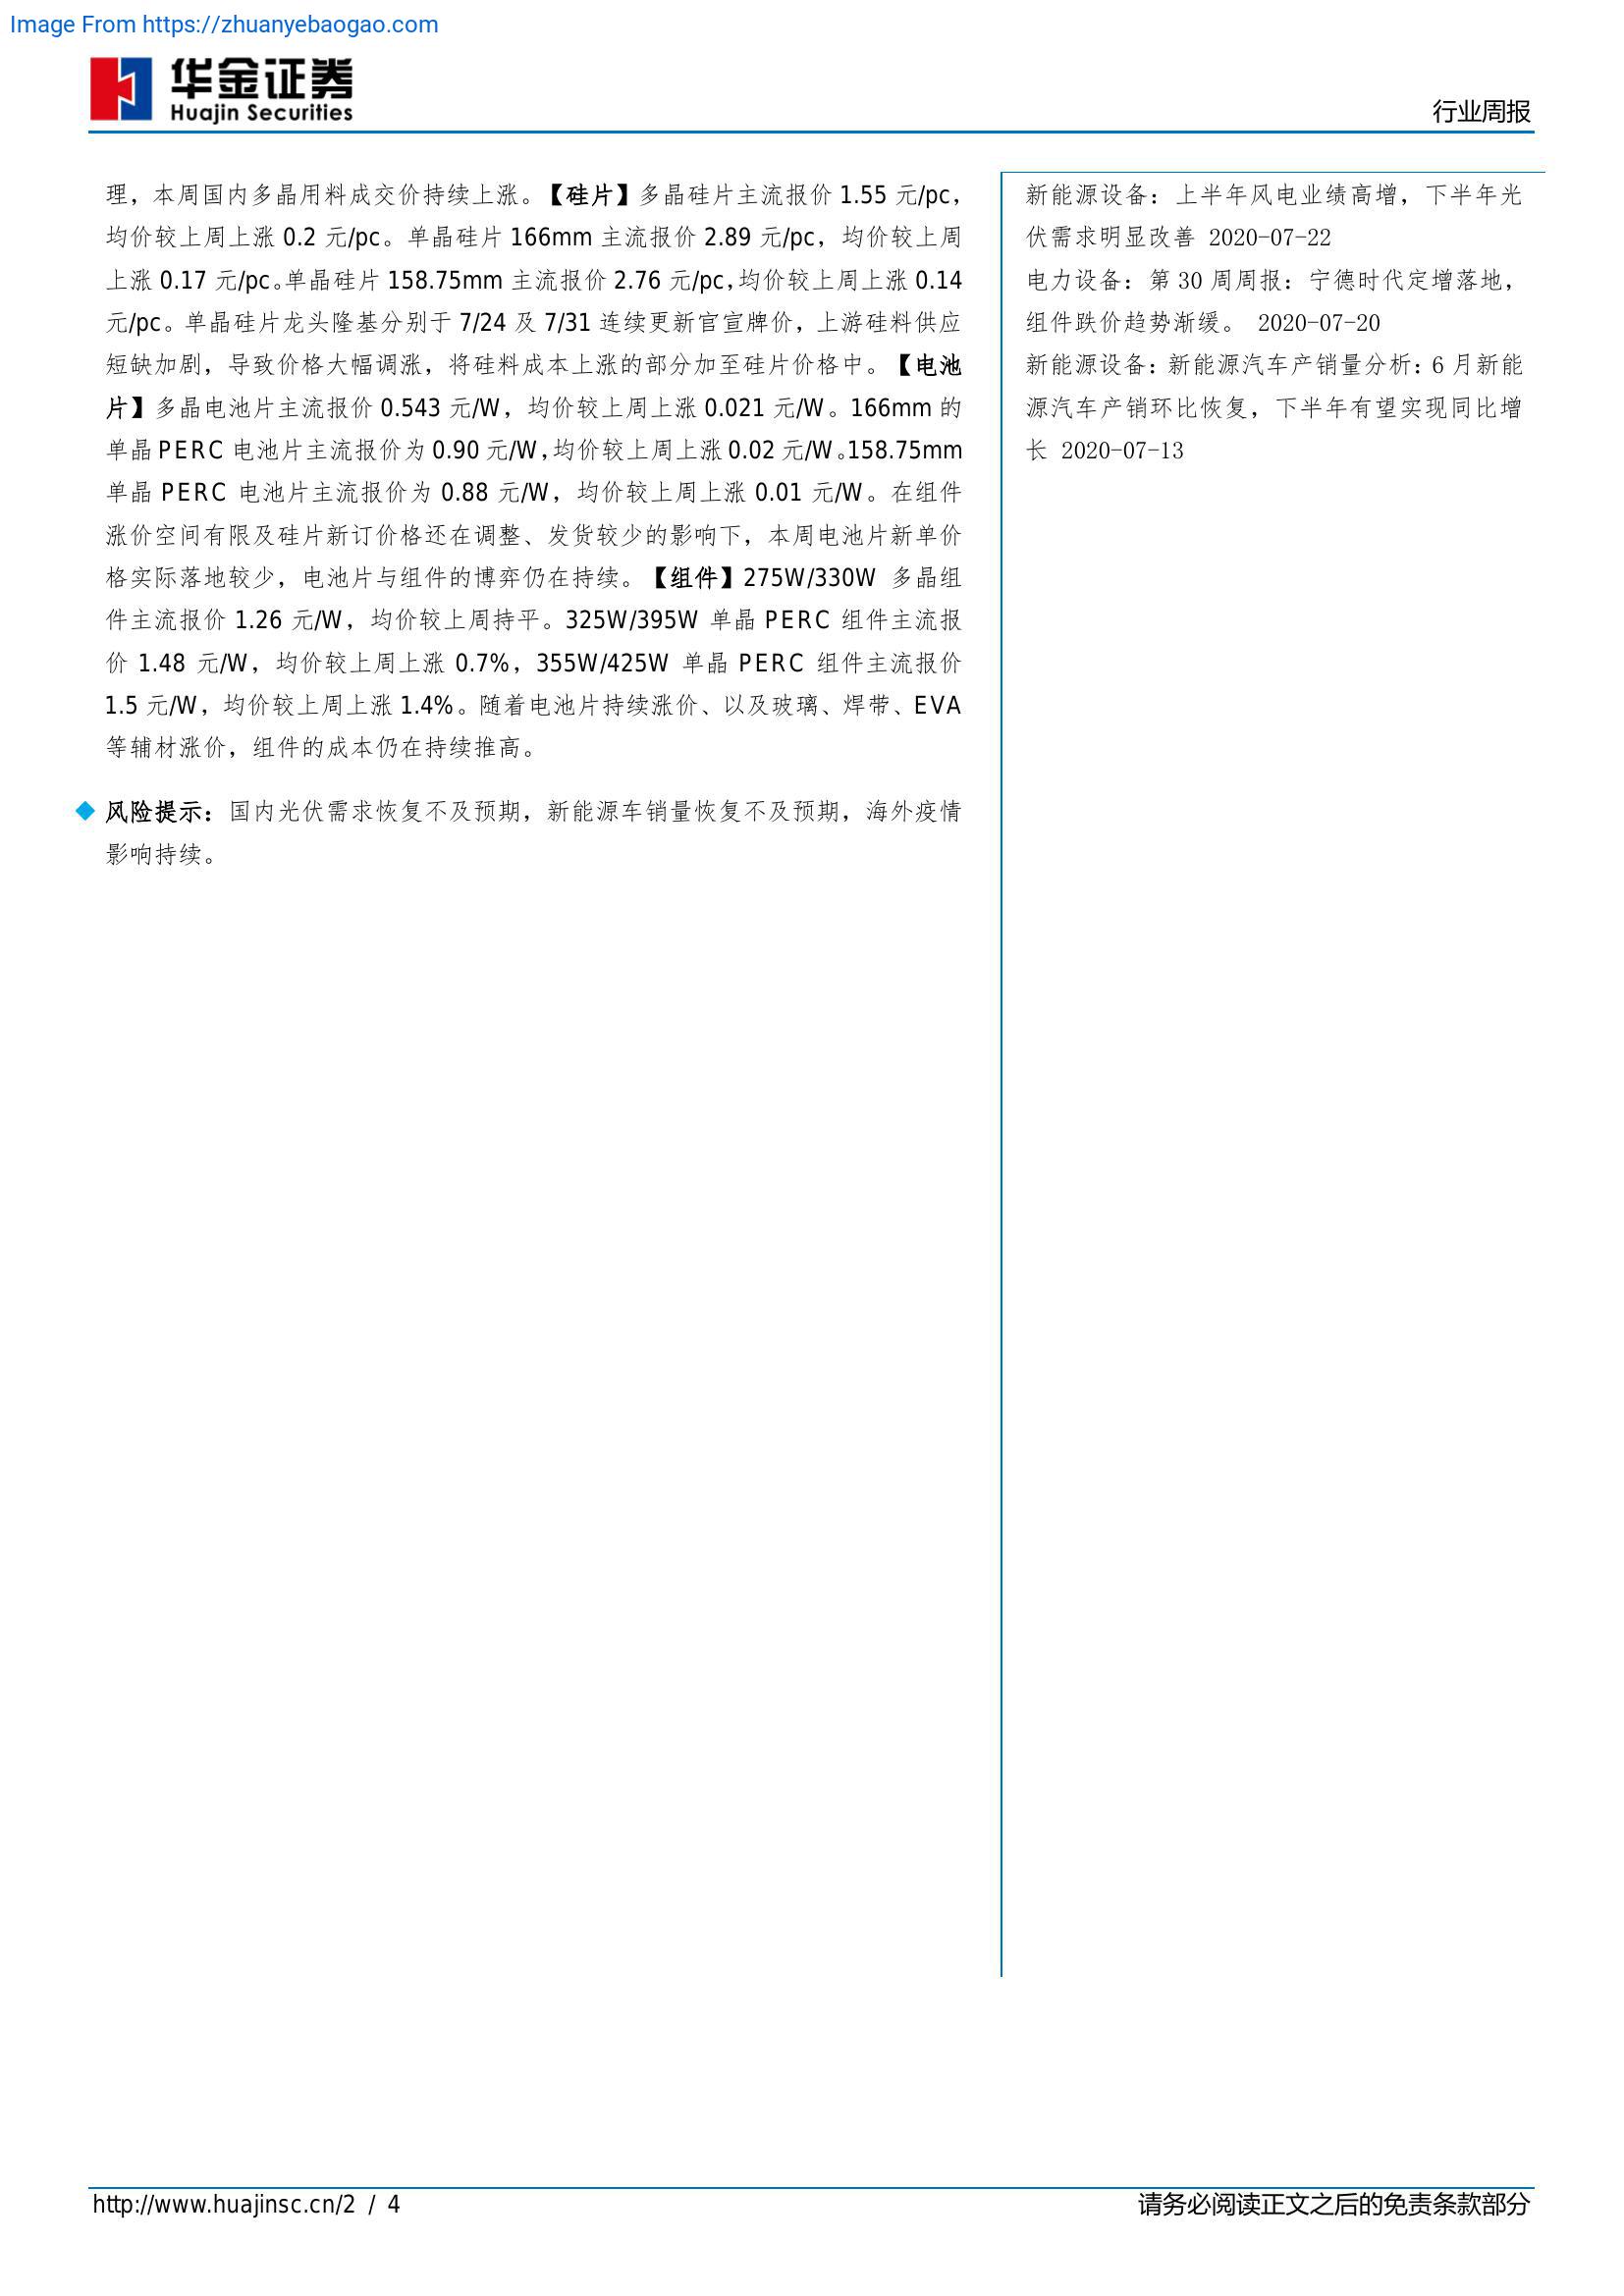 Image From https://zhuanyebaogao.com
华金证券
Huajin Securities
行业周报
理，本周国内多晶用料成交价持续上涨。【硅片】多晶硅片主流报价 1.55 元/pc，
均价较上周上涨 0.2 元/pc。单晶硅片 166mm 主流报价 2.89 元/pc，均价较上周
上涨 0.17 元/pc。单晶硅片 158.75mm 主流报价 2.76 元/pc，均价较上周上涨 0.14
元/pc。单晶硅片龙头隆基分别于 7/24 及 7/31 连续更新官宣牌价，上游硅料供应
短缺加剧，导致价格大幅调涨，将硅料成本上涨的部分加至硅片价格中。【电池
片】多晶电池片主流报价 0.543 元/W，均价较上周上涨 0.021 元/W。166mm 的
单晶 PERC 电池片主流报价为 0.90 元/W，均价较上周上涨 0.02 元/W。158.75mm
单晶 PERC 电池片主流报价为 0.88 元/W，均价较上周上涨 0.01 元/W。在组件
涨价空间有限及硅片新订价格还在调整、发货较少的影响下，本周电池片新单价
格实际落地较少，电池片与组件的博弈仍在持续。【组件】275W/330W 多晶组
件主流报价 1.26 元/W，均价较上周持平。325W/395W 单晶 PERC 组件主流报
价 1.48 元/W，均价较上周上涨 0.7%，355W/425W 单晶 PERC 组件主流报价
1.5 元/W，均价较上周上涨 1.4%。随着电池片持续涨价、以及玻璃、焊带、EVA
等辅材涨价，组件的成本仍在持续推高。
风险提示：国内光伏需求恢复不及预期，新能源车销量恢复不及预期，海外疫情
影响持续。
新能源设备：上半年风电业绩高增，下半年光
伏需求明显改善 2020-07-22
电力设备：第 30 周周报：宁德时代定增落地，
组件跌价趋势渐缓。 2020-07-20
新能源设备：新能源汽车产销量分析：6 月新能
源汽车产销环比恢复，下半年有望实现同比增
长 2020-07-13
http://www.huajinsc.cn/2 / 4
请务必阅读正文之后的免责条款部分